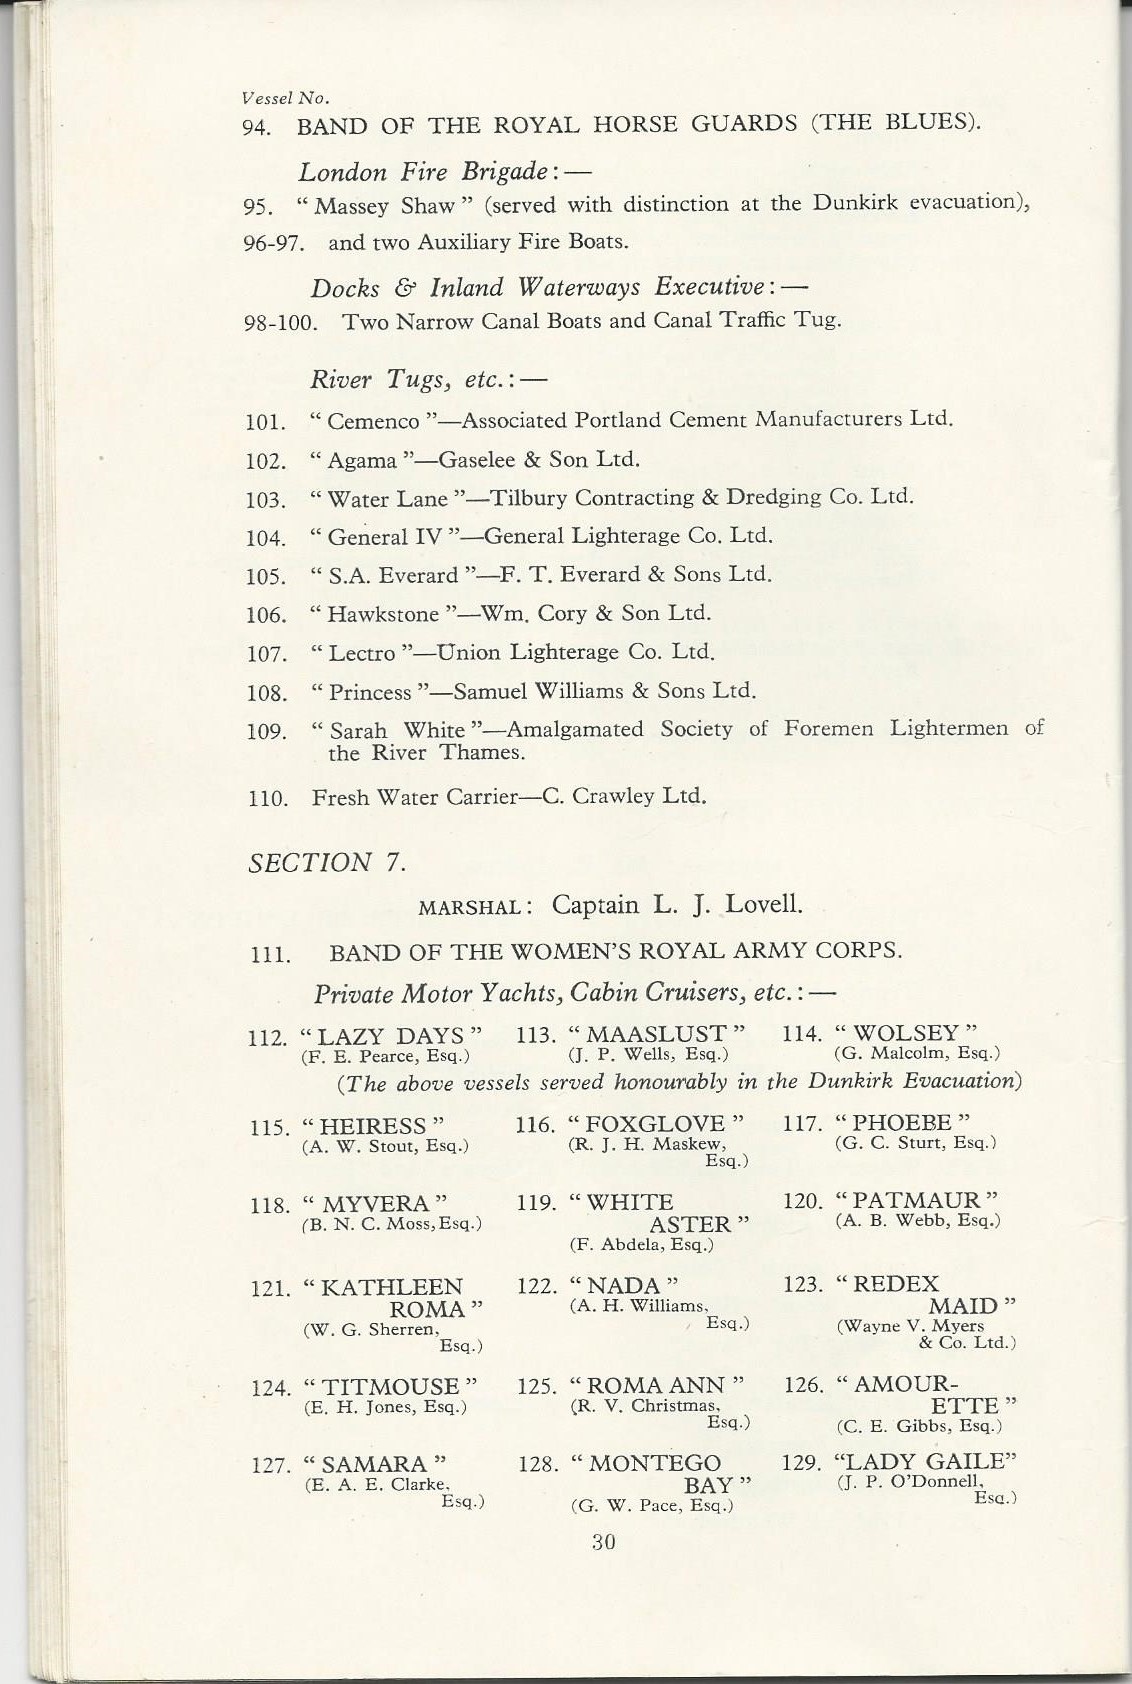 Vessel No.
94. BAND OF THE ROYAL HORSE GUARDS (THE BLUES).
London Fire Brigade:—
95. “ Massey Shaw ” (served with distinction at the Dunkirk evacuation),
96-97. and two Auxiliary Fire Boats.
Docks & Inland Waterways Executive:—
98-100. Two Narrow Canal Boats and Canal Traffic Tug.
River Tugs, etc.:—
101. “ Cemenco ”—Associated Portland Cement Manufacturers Ltd.
102. “ Agama ”—Gaselee & Son Ltd.
103. “ Water Lane ”—Tilbury Contracting & Dredging Co. Ltd.
104. “ General IV ”—General Lighterage Co. Ltd.
105. “ S.A. Everard ”—F. T. Everard & Sons Ltd.
106. “ Hawkstone ”—Wm. Cory & Son Ltd.
107. “ Lectro ”—Union Lighterage Co. Ltd.
108. “ Princess ”—Samuel Williams & Sons Ltd.
109. “ Sarah White ”—Amalgamated Society of Foremen Lightermen of
the River Thames.
110. Fresh Water Carrier—C. Crawley Ltd.
SECTION 7.
MARSHAL: Captain L. J. Lovell.
111. BAND OF THE WOMEN’S ROYAL ARMY CORPS.
Private Motor Yachts, Cabin Cruisers, etc.:—
112. “ LAZY DAYS ” 113. “ MAASLUST ” 114. “ WOLSEY ”
(F. E. Pearce, Esq.) (J. P. Wells, Esq.) (G. Malcolm, Esq.)
(The above vessels served honourably in the Dunkirk Evacuation)
115. “ HEIRESS ” 116. “ FOXGLOVE ” 117. “ PHOEBE ”
(A. W. Stout, Esq.) (R. J. H. Maskew, (G. C. Sturt, Esq.)
Esq.)
118. “ MYVERA ” 119. “ WHITE 120. “ PATMAUR ”
(B. N. C. Moss, Esq.) ASTER ” (A. B. Webb, Esq.)
(F. Abdela, Esq.)
121. “ KATHLEEN 122. “ NADA ” 123. “ REDEX
ROMA ” (A. H. Williams, MAID ”
(W. G. Sherren, Esq.) (Wayne V. Myers
Esq.) & Co. Ltd.)
124. “ TITMOUSE ” 125. “ ROMA ANN ” 126. “ AMOUR-
(E. H. Jones, Esq.) (R. V. Christmas, ETTE ”
Esq.) (C. E. Gibbs, Esq.)
127. “ SAMARA ” 128. “ MONTEGO 129. “LADY GAILE”
(E. A. E. Clarke, BAY ” (J. P. O’Donnell,
Esq.) (G. W. Pace, Esq.) Esq.)
30